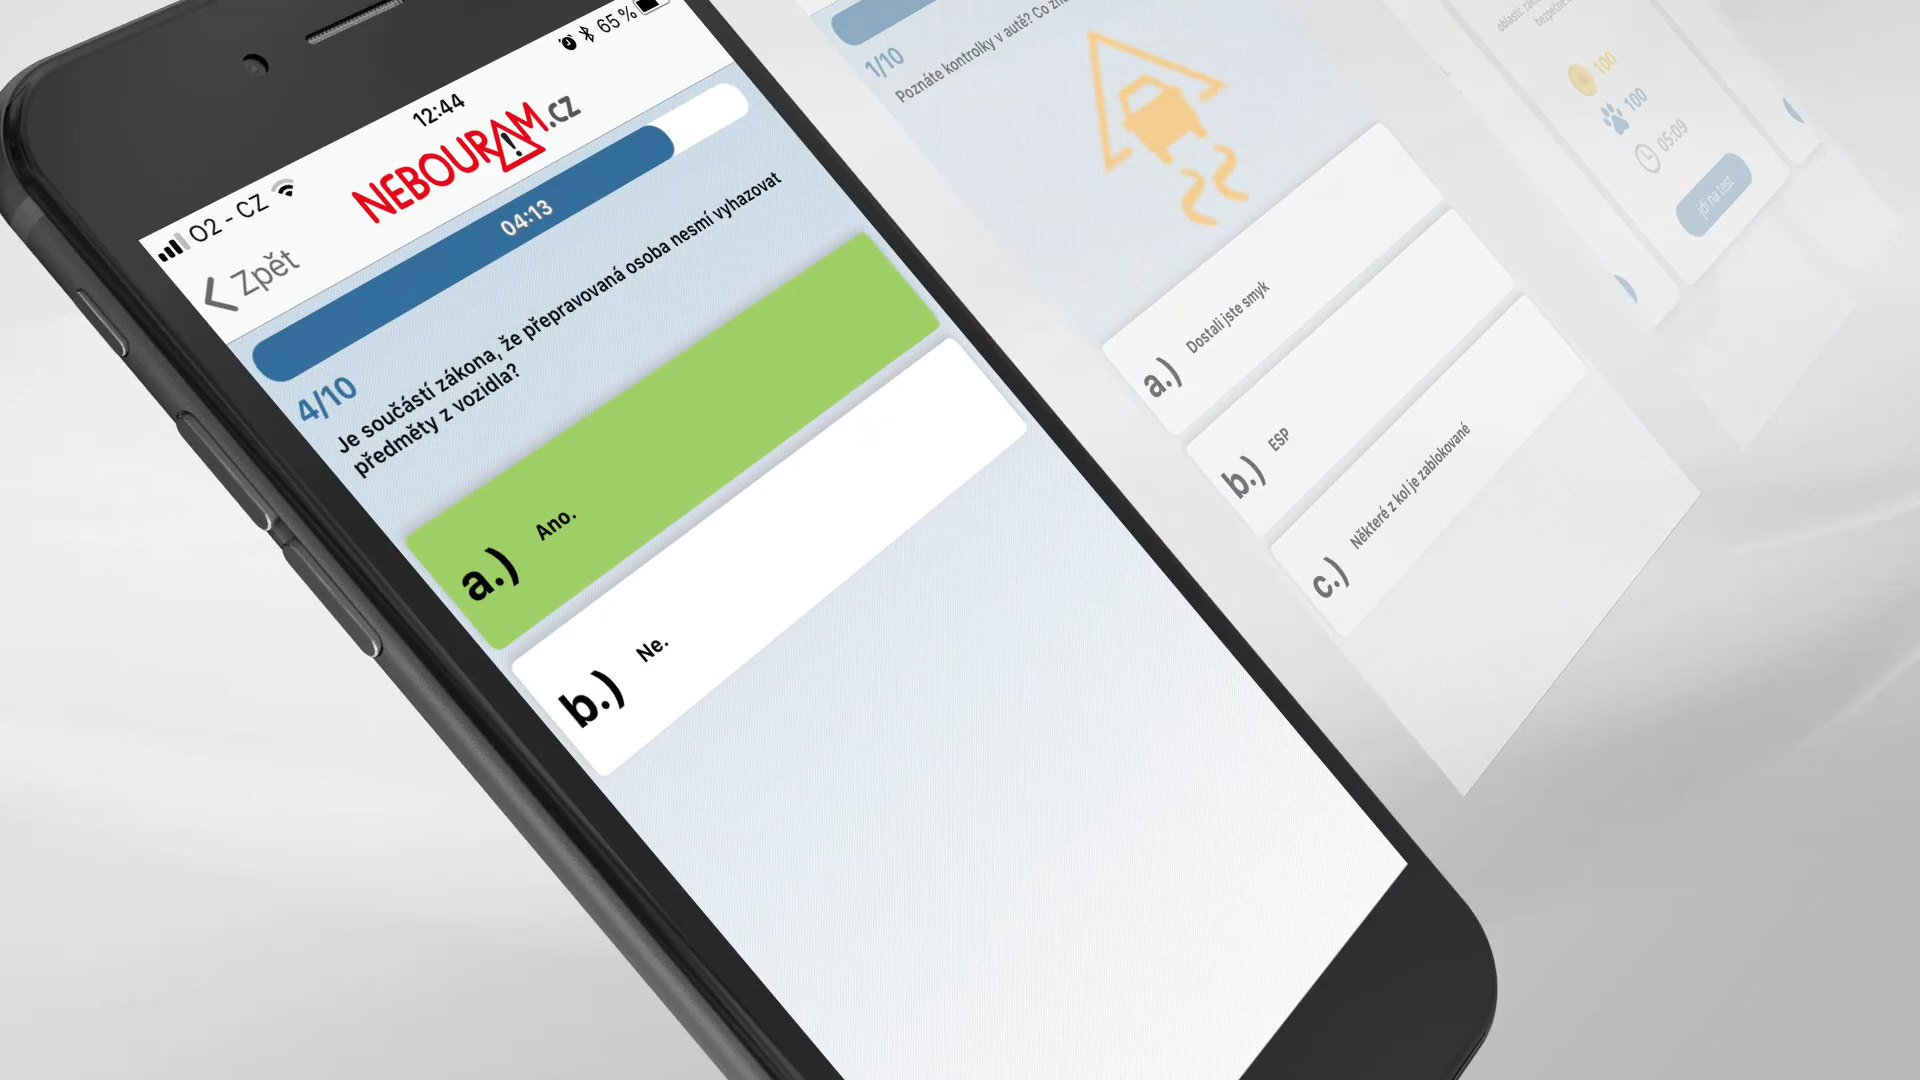 O2 - CZ
12:44
65 %
Zpět
NEBOURAM.cz
04:13
4/10
Je součástí zákona, že přepravovaná osoba nesmí vyhazovat
předměty z vozidla?
a.) Ano.
b.) Ne.
1/10
Poznáte kontrolky v autě? Co
a.) Dostali jste smyk
b.) ESP
c.) Některé z kol je zablokované
100
100
05:09
jdi na test